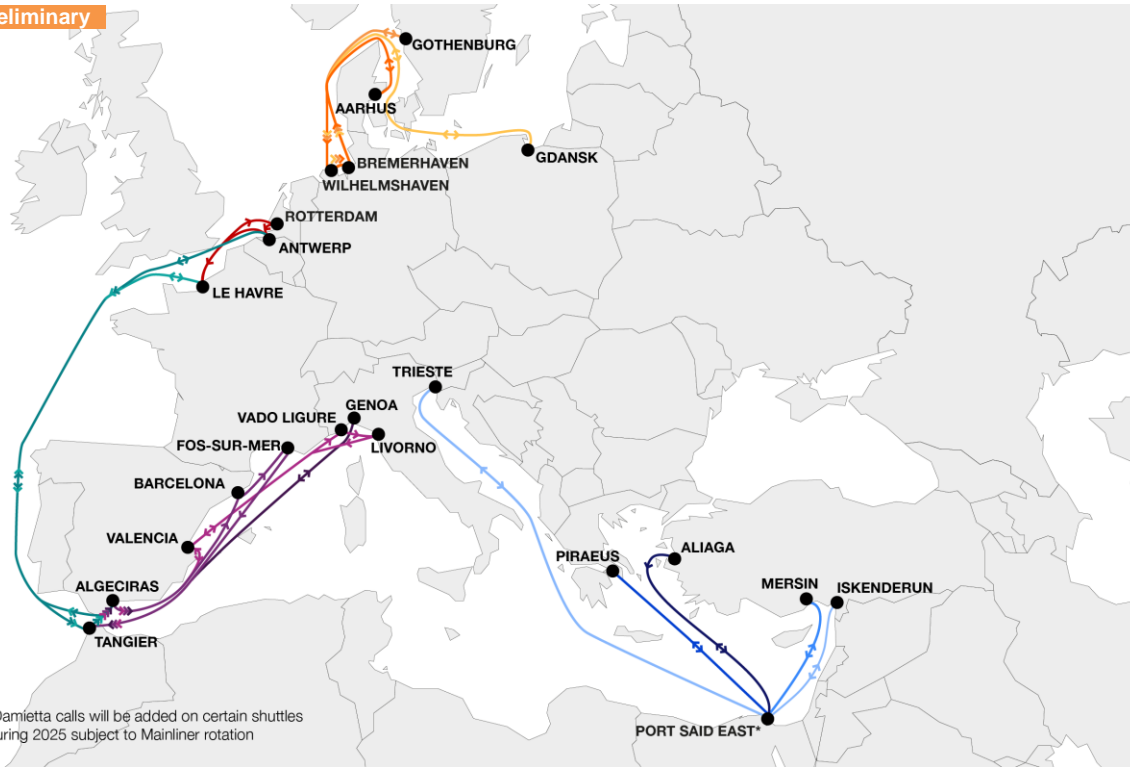 eliminary
GOTHENBURG
AARHUS
GDANSK
BREMERHAVEN
WILHELMSHAVEN
ROTTERDAM
ANTWERP
LE HAVRE
TRIESTE
GENOA
VADO LIGURE
FOS-SUR-MER
LIVORNO
BARCELONA
VALENCIA
ALIAGA
PIRAEUS
MERSIN
ISKENDERUN
ALGECIRAS
TANGIER
PORT SAID EAST*
Damietta calls will be added on certain shuttles
uring 2025 subject to Mainliner rotation